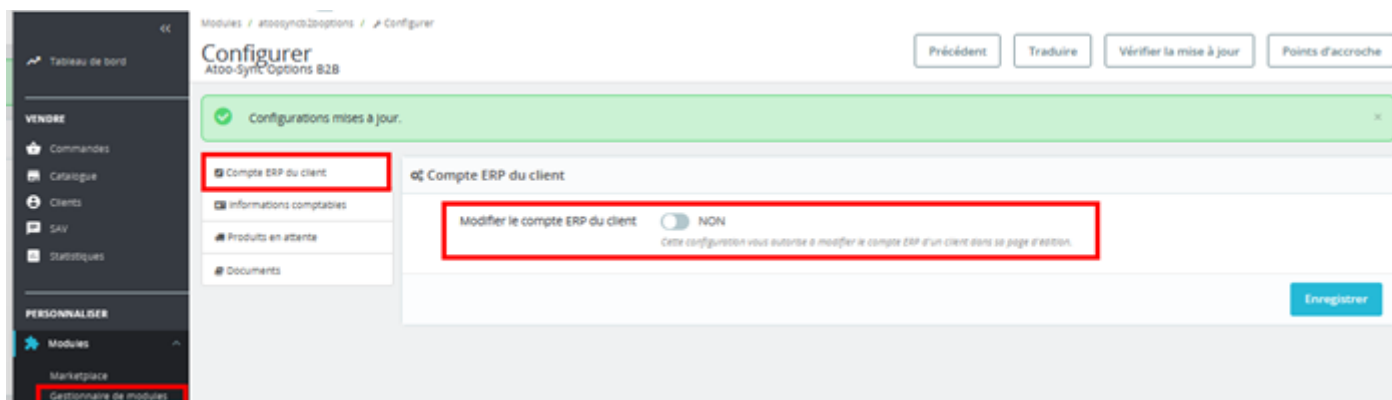 Modules / atoosyncb2boptions / Configurer
Configurer
Atoo-Sync Options B2B
Précédent
Traduire
Vérifier la mise à jour
Points d'accroche
Tableau de bord
VENDRE
Commandes
Catalogue
Clients
SAV
Statistiques
PERSONNALISER
Modules
Marketplace
Gestionnaire de modules
Configurations mises à jour.
Compte ERP du client
Informations comptables
Produits en attente
Documents
Compte ERP du client
Modifier le compte ERP du client NON
Cette configuration vous autorise à modifier le compte ERP d'un client dans sa page d'édition.
Enregistrer